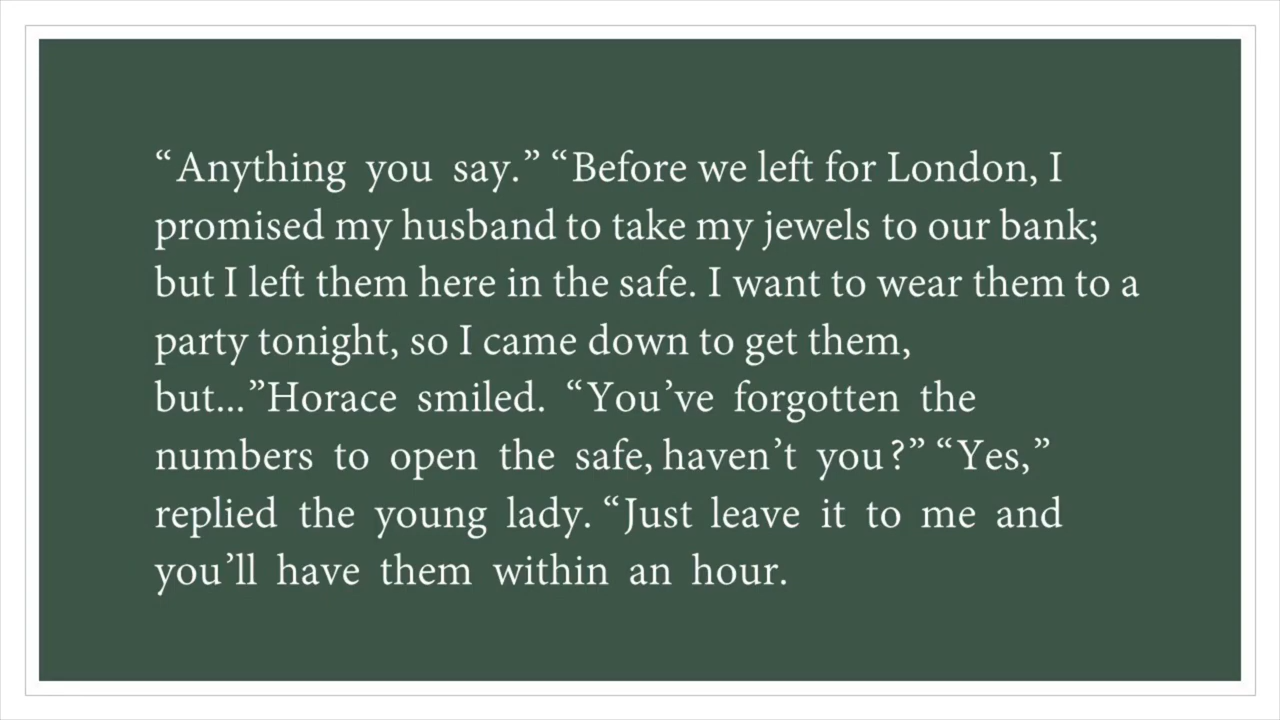 “Anything you say.” “Before we left for London, I
promised my husband to take my jewels to our bank;
but I left them here in the safe. I want to wear them to a
party tonight, so I came down to get them,
but...”Horace smiled. “You’ve forgotten the
numbers to open the safe, haven’t you?” “Yes,”
replied the young lady. “Just leave it to me and
you’ll have them within an hour.